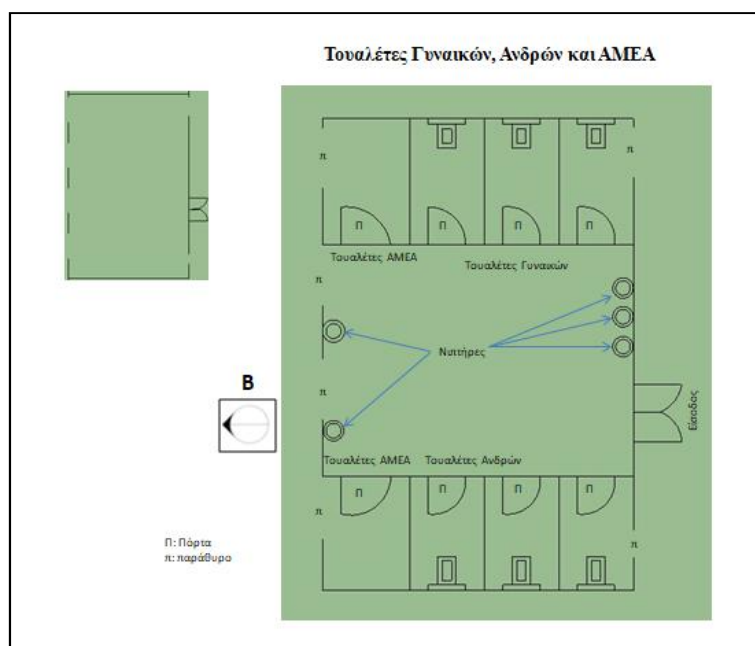 Τουαλέτες Γυναικών, Ανδρών και ΑΜΕΑ
π
π
Π
Π
Π
Π
Τουαλέτες ΑΜΕΑ
Τουαλέτες Γυναικών
π
Νιπτήρες
Β
π
Είσοδος
Τουαλέτες ΑΜΕΑ
Τουαλέτες Ανδρών
Π
Π
Π
Π
π
π
Π: Πόρτα
π: παράθυρο